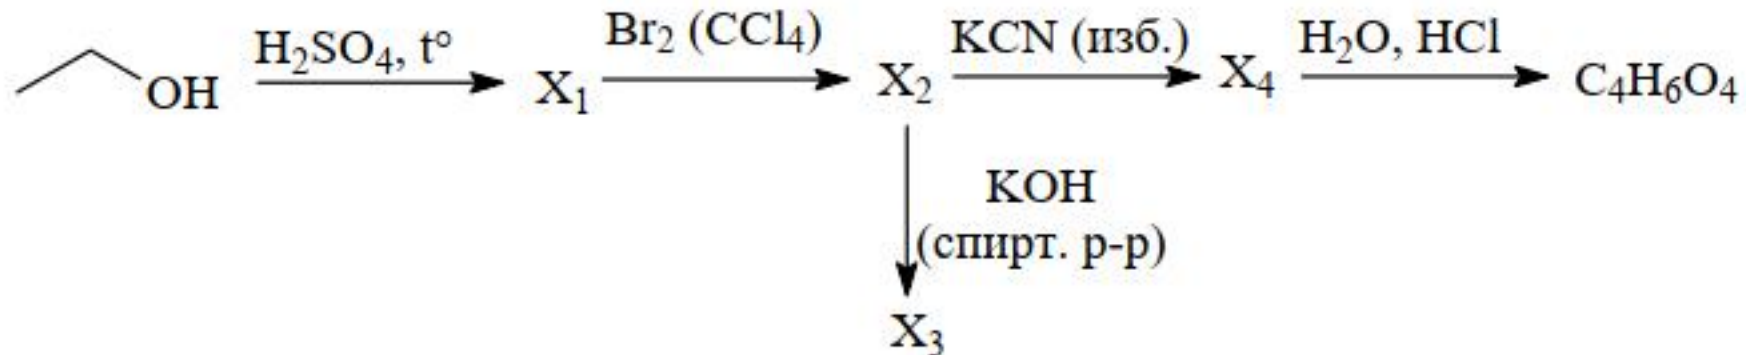 OH H₂SO₄, t° X₁ Br₂ (CCl₄) X₂ KCN (изб.) X₄ H₂O, HCl C₄H₆O₄
KOH
(спирт. р-р)
X₃